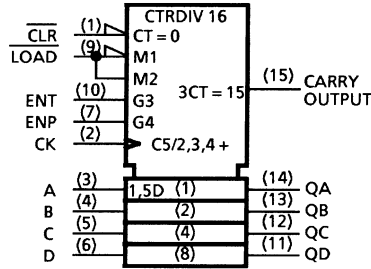 CTRDIV 16
CLR (1) CT = 0
LOAD (9) M1
M2
ENT (10) G3 3CT = 15 (15) CARRY OUTPUT
ENP (7) G4
CK (2) C5/2,3,4 +
A (3) 1,5D (1) (14) QA
B (4) (2) (13) QB
C (5) (4) (12) QC
D (6) (8) (11) QD